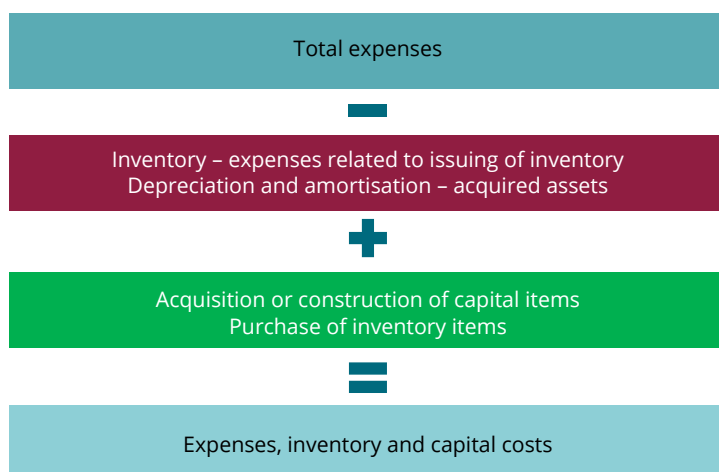 Total expenses
Inventory – expenses related to issuing of inventory
Depreciation and amortisation – acquired assets
Acquisition or construction of capital items
Purchase of inventory items
Expenses, inventory and capital costs